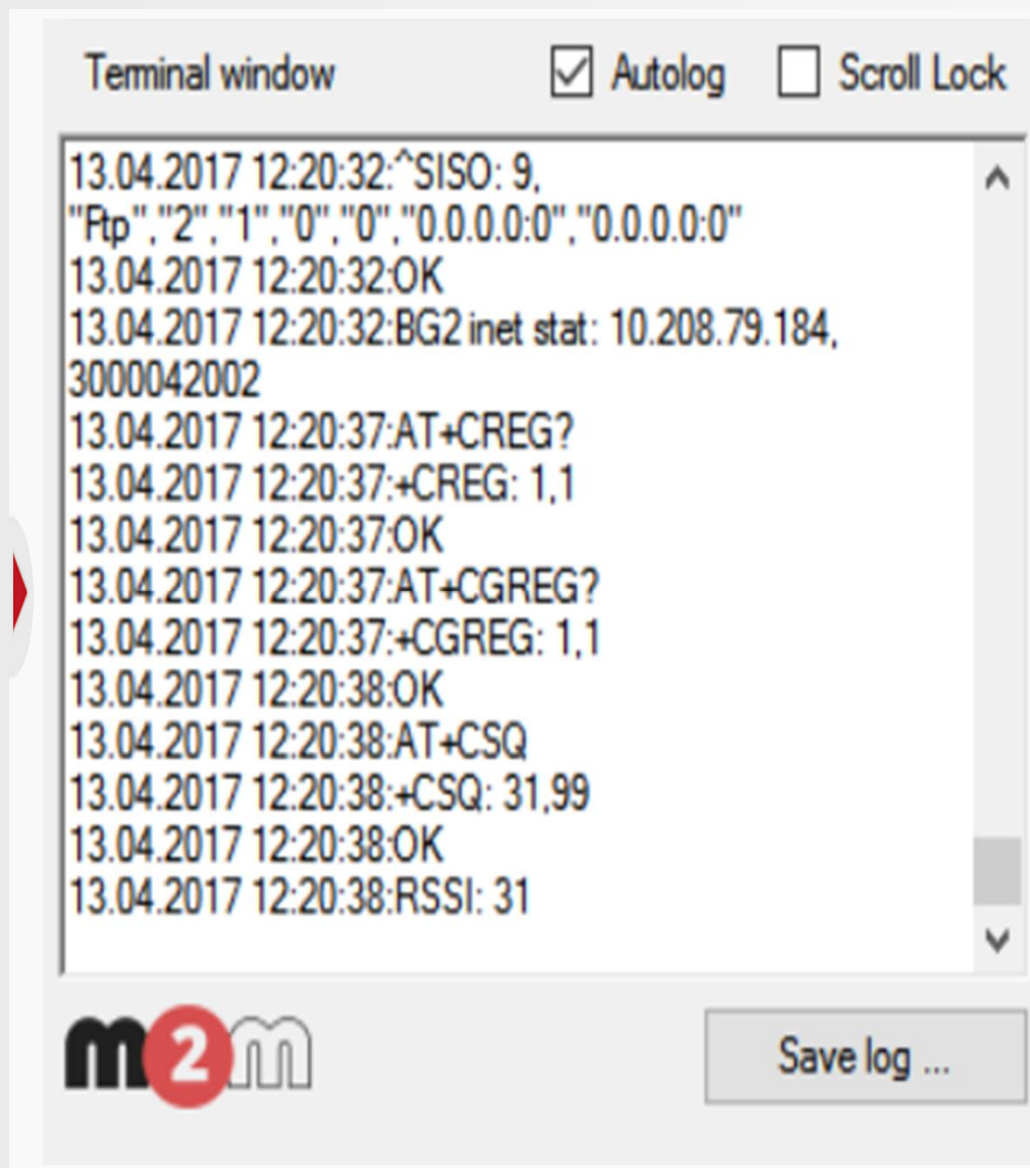 Terminal window
Autolog
Scroll Lock
13.04.2017 12:20:32:^SISO: 9,
"Ftp","2","1","0","0","0.0.0.0:0","0.0.0.0:0"
13.04.2017 12:20:32:OK
13.04.2017 12:20:32:BG2 inet stat: 10.208.79.184,
3000042002
13.04.2017 12:20:37:AT+CREG?
13.04.2017 12:20:37:+CREG: 1,1
13.04.2017 12:20:37:OK
13.04.2017 12:20:37:AT+CGREG?
13.04.2017 12:20:37:+CGREG: 1,1
13.04.2017 12:20:38:OK
13.04.2017 12:20:38:AT+CSQ
13.04.2017 12:20:38:+CSQ: 31,99
13.04.2017 12:20:38:OK
13.04.2017 12:20:38:RSSI: 31
m2m
Save log ...